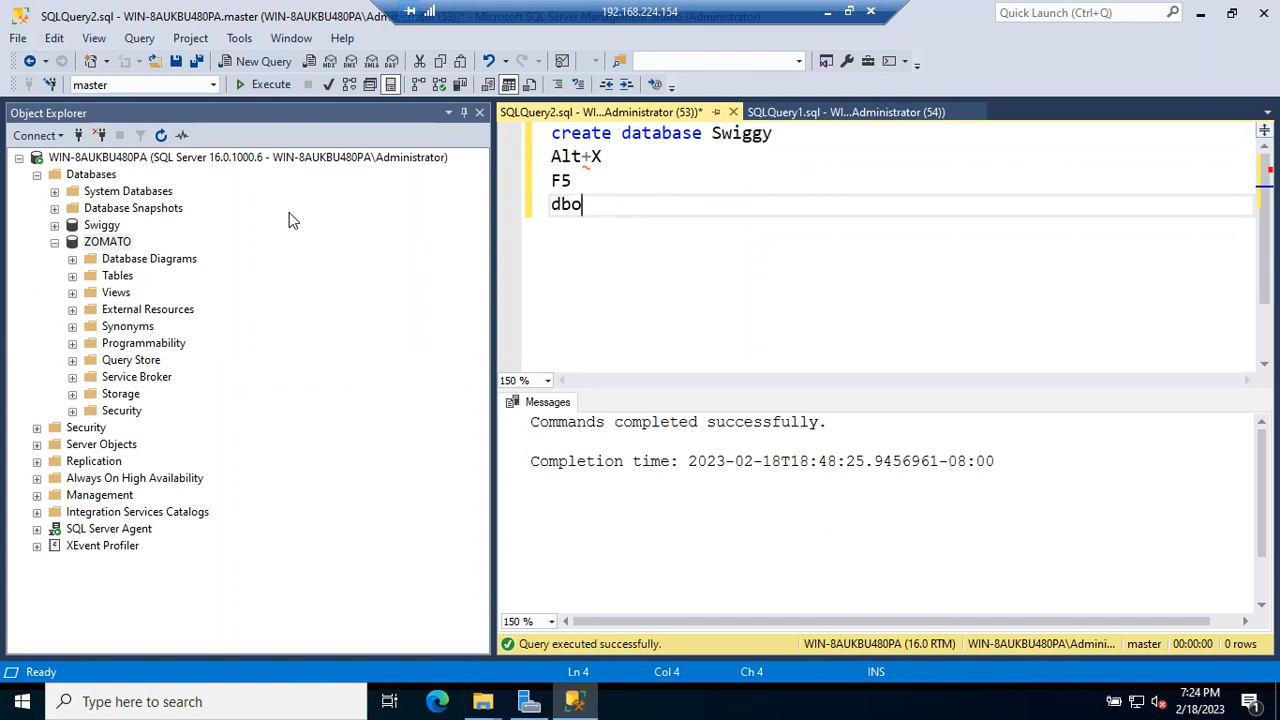 SQLQuery2.sql - WIN-8AUKBU480PA.master (WIN-8AUKBU480PA\Administrator (53))* - Microsoft SQL Server Management Studio (Administrator)
192.168.224.154
Quick Launch (Ctrl+Q)
File Edit View Query Project Tools Window Help
New Query
master
Execute
Object Explorer
SQLQuery2.sql - WI...Administrator (53))*
SQLQuery1.sql - WI...Administrator (54))
Connect
create database Swiggy
Alt+X
F5
dbo
WIN-8AUKBU480PA (SQL Server 16.0.1000.6 - WIN-8AUKBU480PA\Administrator)
Databases
System Databases
Database Snapshots
Swiggy
ZOMATO
Database Diagrams
Tables
Views
External Resources
Synonyms
Programmability
Query Store
Service Broker
Storage
Security
Security
Server Objects
Replication
Always On High Availability
Management
Integration Services Catalogs
SQL Server Agent
XEvent Profiler
150 %
Messages
Commands completed successfully.
Completion time: 2023-02-18T18:48:25.9456961-08:00
150 %
Query executed successfully.
WIN-8AUKBU480PA (16.0 RTM)
WIN-8AUKBU480PA\Admini...
master
00:00:00
0 rows
Ready
Ln 4
Col 4
Ch 4
INS
Type here to search
7:24 PM
2/18/2023
1